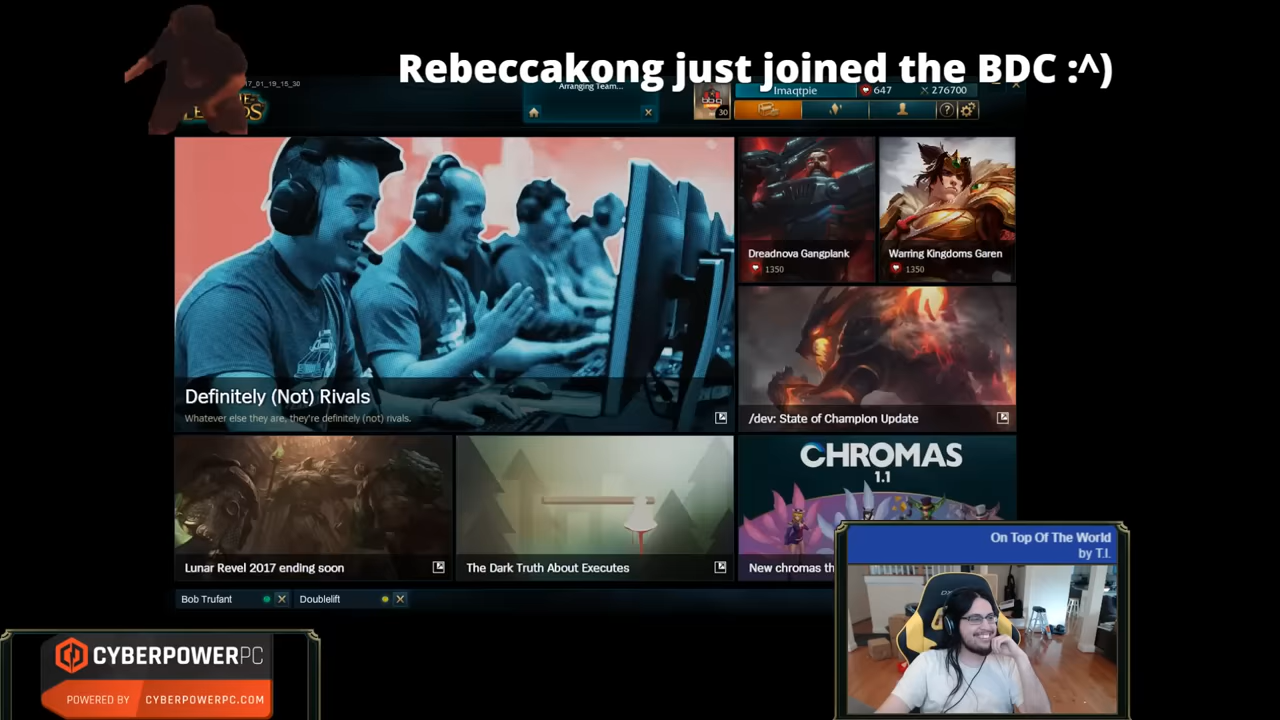 Rebeccakong just joined the BDC :^)
7_01_19_15_30
Arranging Team...
Imaqtpie
647
276700
30
?
Dreadnova Gangplank
1350
Warring Kingdoms Garen
1350
Definitely (Not) Rivals
Whatever else they are, they're definitely (not) rivals.
/dev: State of Champion Update
CHROMAS
1.1
Lunar Revel 2017 ending soon
The Dark Truth About Executes
New chromas th
On Top Of The World
by T.I.
Bob Trufant
Doublelift
CYBERPOWERPC
POWERED BY CYBERPOWERPC.COM